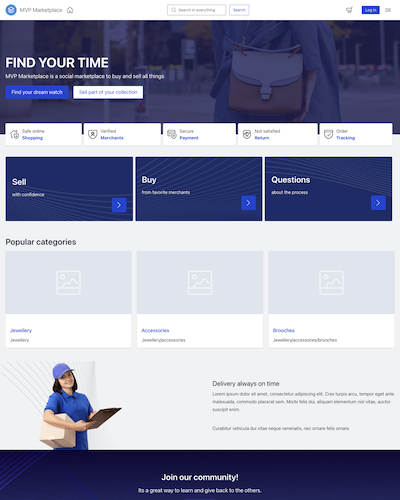 MVP Marketplace
Search in everything
Search
Log in
DE
FIND YOUR TIME
MVP Marketplace is a social marketplace to buy and sell all things
Find your dream watch
Sell part of your collection
Safe online
Shopping
Verified
Merchants
Secure
Payment
Not satisfied
Return
Order
Tracking
Sell
with confidence
Buy
from favorite merchants
Questions
about the process
Popular categories
Jewellery
Jewellery
Accessories
Jewellery/accessories
Brooches
Jewellery/accessories/brooches
Delivery always on time
Lorem ipsum dolor sit amet, consectetur adipiscing elit. Cras turpis arcu, tempor eget ante
malesuada, commodo placerat sem. Morbi felis dui, aliquam elementum nisl vitae, auctor
suscipit enim.
Curabitur vehicula dui vitae neque venenatis, nec ornare felis ornare.
Join our community!
Its a great way to learn and give back to the others.